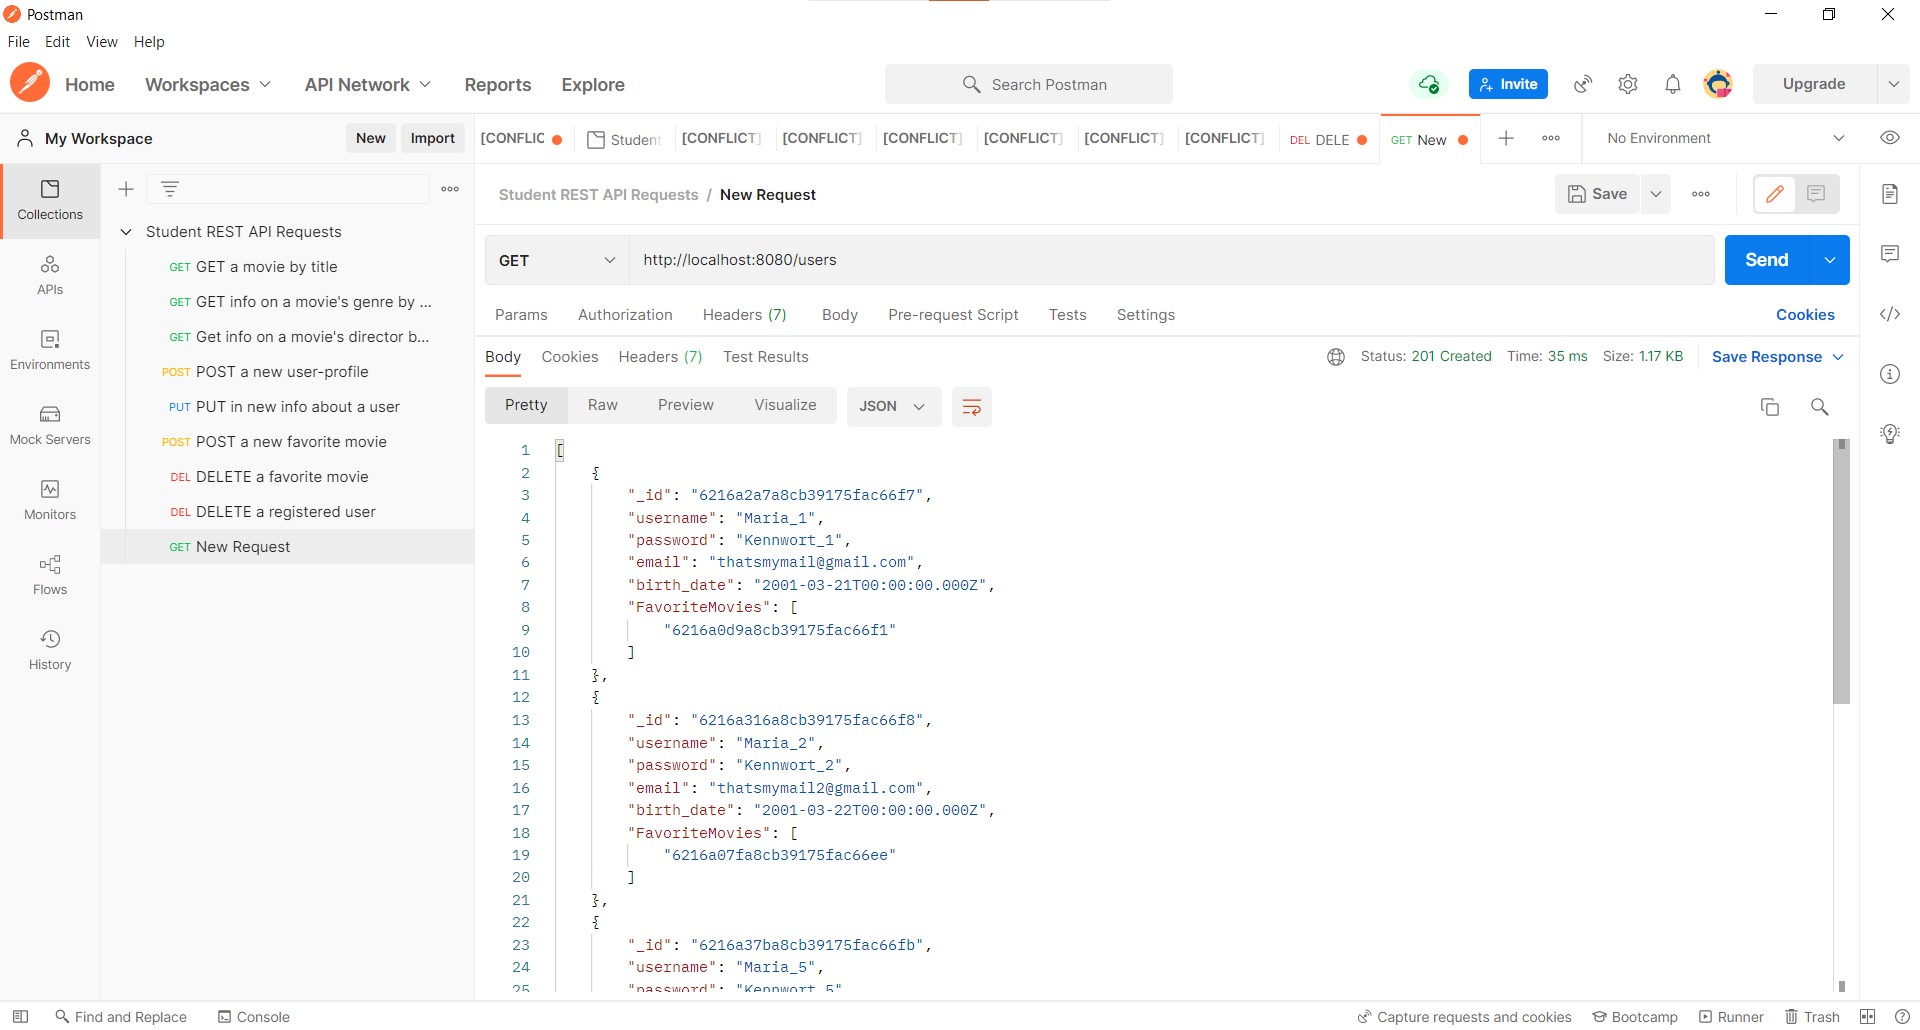 Postman
File Edit View Help
Home Workspaces API Network Reports Explore Search Postman Invite Upgrade
My Workspace New Import [CONFLIC Student [CONFLICT] [CONFLICT] [CONFLICT] [CONFLICT] [CONFLICT] [CONFLICT] DEL DELE GET New No Environment
Collections
APIs
Environments
Mock Servers
Monitors
Flows
History
Student REST API Requests
GET GET a movie by title
GET GET info on a movie's genre by ...
GET Get info on a movie's director b...
POST POST a new user-profile
PUT PUT in new info about a user
POST POST a new favorite movie
DEL DELETE a favorite movie
DEL DELETE a registered user
GET New Request
Student REST API Requests / New Request Save
GET http://localhost:8080/users Send
Params Authorization Headers (7) Body Pre-request Script Tests Settings Cookies
Body Cookies Headers (7) Test Results Status: 201 Created Time: 35 ms Size: 1.17 KB Save Response
Pretty Raw Preview Visualize JSON
1 [
2 {
3 "_id": "6216a2a7a8cb39175fac66f7",
4 "username": "Maria_1",
5 "password": "Kennwort_1",
6 "email": "thatsmymail@gmail.com",
7 "birth_date": "2001-03-21T00:00:00.000Z",
8 "FavoriteMovies": [
9 "6216a0d9a8cb39175fac66f1"
10 ]
11 },
12 {
13 "_id": "6216a316a8cb39175fac66f8",
14 "username": "Maria_2",
15 "password": "Kennwort_2",
16 "email": "thatsmymail2@gmail.com",
17 "birth_date": "2001-03-22T00:00:00.000Z",
18 "FavoriteMovies": [
19 "6216a07fa8cb39175fac66ee"
20 ]
21 },
22 {
23 "_id": "6216a37ba8cb39175fac66fb",
24 "username": "Maria_5",
25 "password": "Kennwort_5"
Find and Replace Console Capture requests and cookies Bootcamp Runner Trash